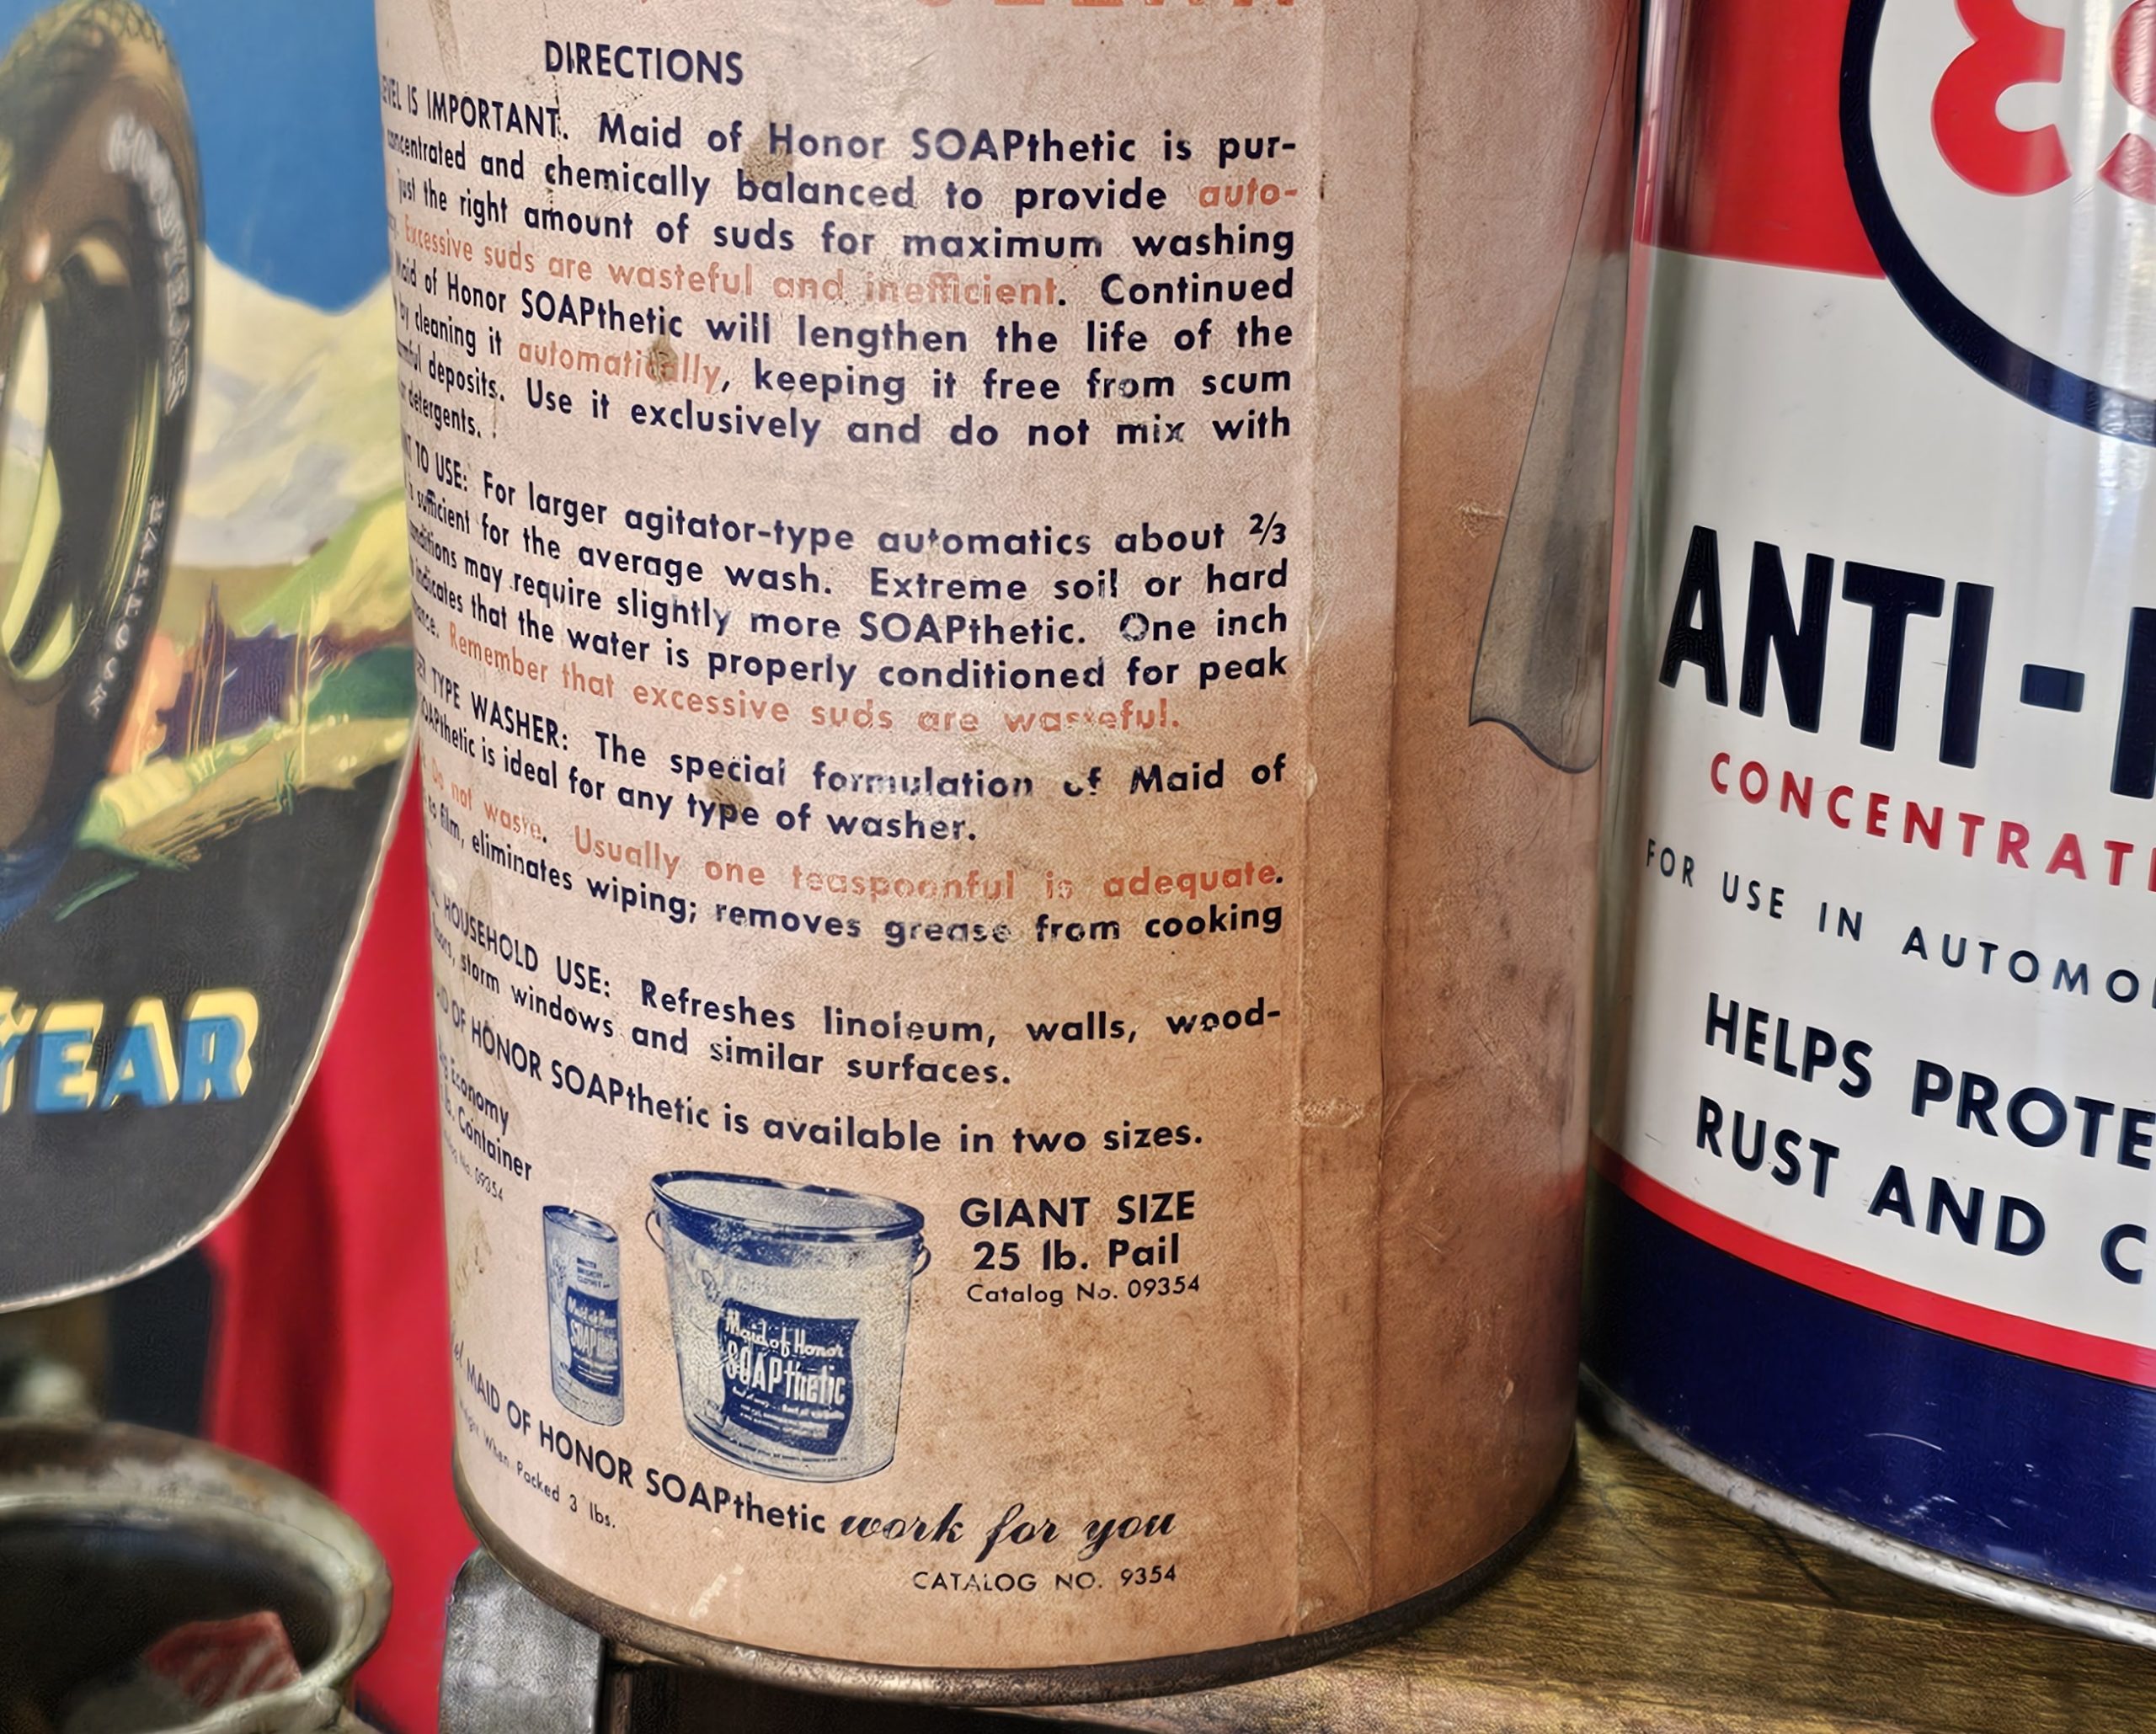 DIRECTIONS
IS IMPORTANT. Maid of Honor SOAPthetic is pur-
and chemically balanced to provide auto-
just the right amount of suds for maximum washing
Excessive suds are wasteful and inefficient. Continued
Maid of Honor SOAPthetic will lengthen the life of the
by cleaning it automatically, keeping it free from scum
deposits. Use it exclusively and do not mix with
detergents.
TO USE: For larger agitator-type automatics about 2/3
sufficient for the average wash. Extreme soil or hard
may require slightly more SOAPthetic. One inch
indicates that the water is properly conditioned for peak
Remember that excessive suds are wasteful.
TYPE WASHER: The special formulation of Maid of
is ideal for any type of washer.
Do not waste. Usually one teaspoonful is adequate.
film, eliminates wiping; removes grease from cooking
HOUSEHOLD USE: Refreshes linoleum, walls, wood-
storm windows and similar surfaces.
OF HONOR SOAPthetic is available in two sizes.
Economy
Container
09354
GIANT SIZE
25 lb. Pail
Catalog No. 09354
Maid of Honor
SOAPthetic
Maid of Honor
SOAPthetic
MAID OF HONOR SOAPthetic work for you
When Packed 3 lbs.
CATALOG NO. 9354
YEAR
ANTI-
CONCENTRAT
FOR USE IN AUTOMO
HELPS PROTE
RUST AND C